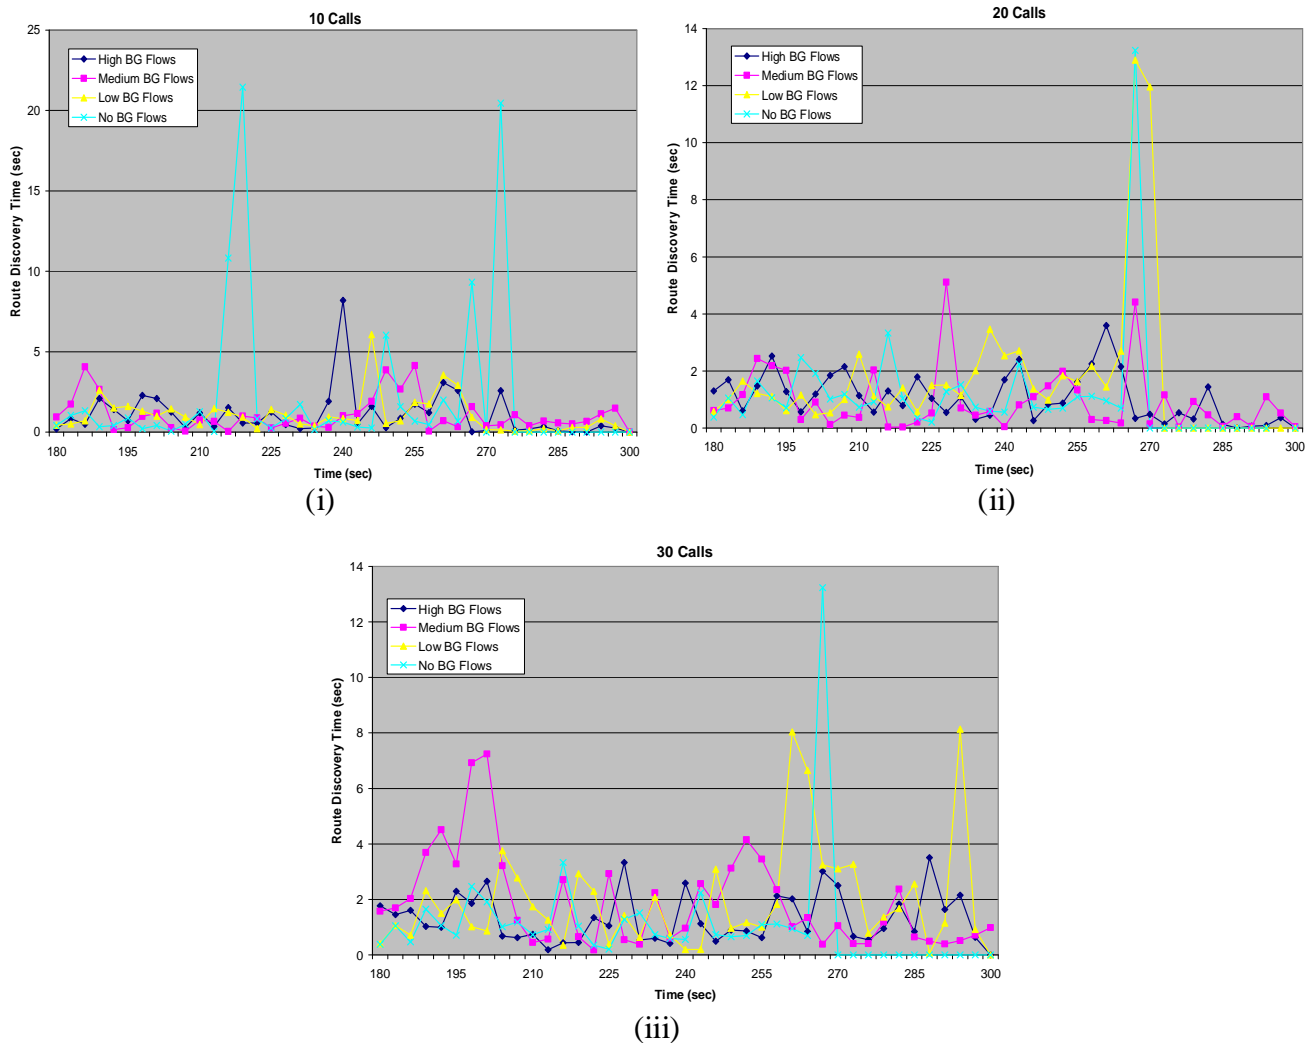 10 Calls
25
20
15
10
5
0
Route Discovery Time (sec)
High BG Flows
Medium BG Flows
Low BG Flows
No BG Flows
180 195 210 225 240 255 270 285 300
Time (sec)
(i)
20 Calls
14
12
10
8
6
4
2
0
Route Discovery Time (sec)
High BG Flows
Medium BG Flows
Low BG Flows
No BG Flows
180 195 210 225 240 255 270 285 300
Time (sec)
(ii)
30 Calls
14
12
10
8
6
4
2
0
Route Discovery Time (sec)
High BG Flows
Medium BG Flows
Low BG Flows
No BG Flows
180 195 210 225 240 255 270 285 300
Time (sec)
(iii)